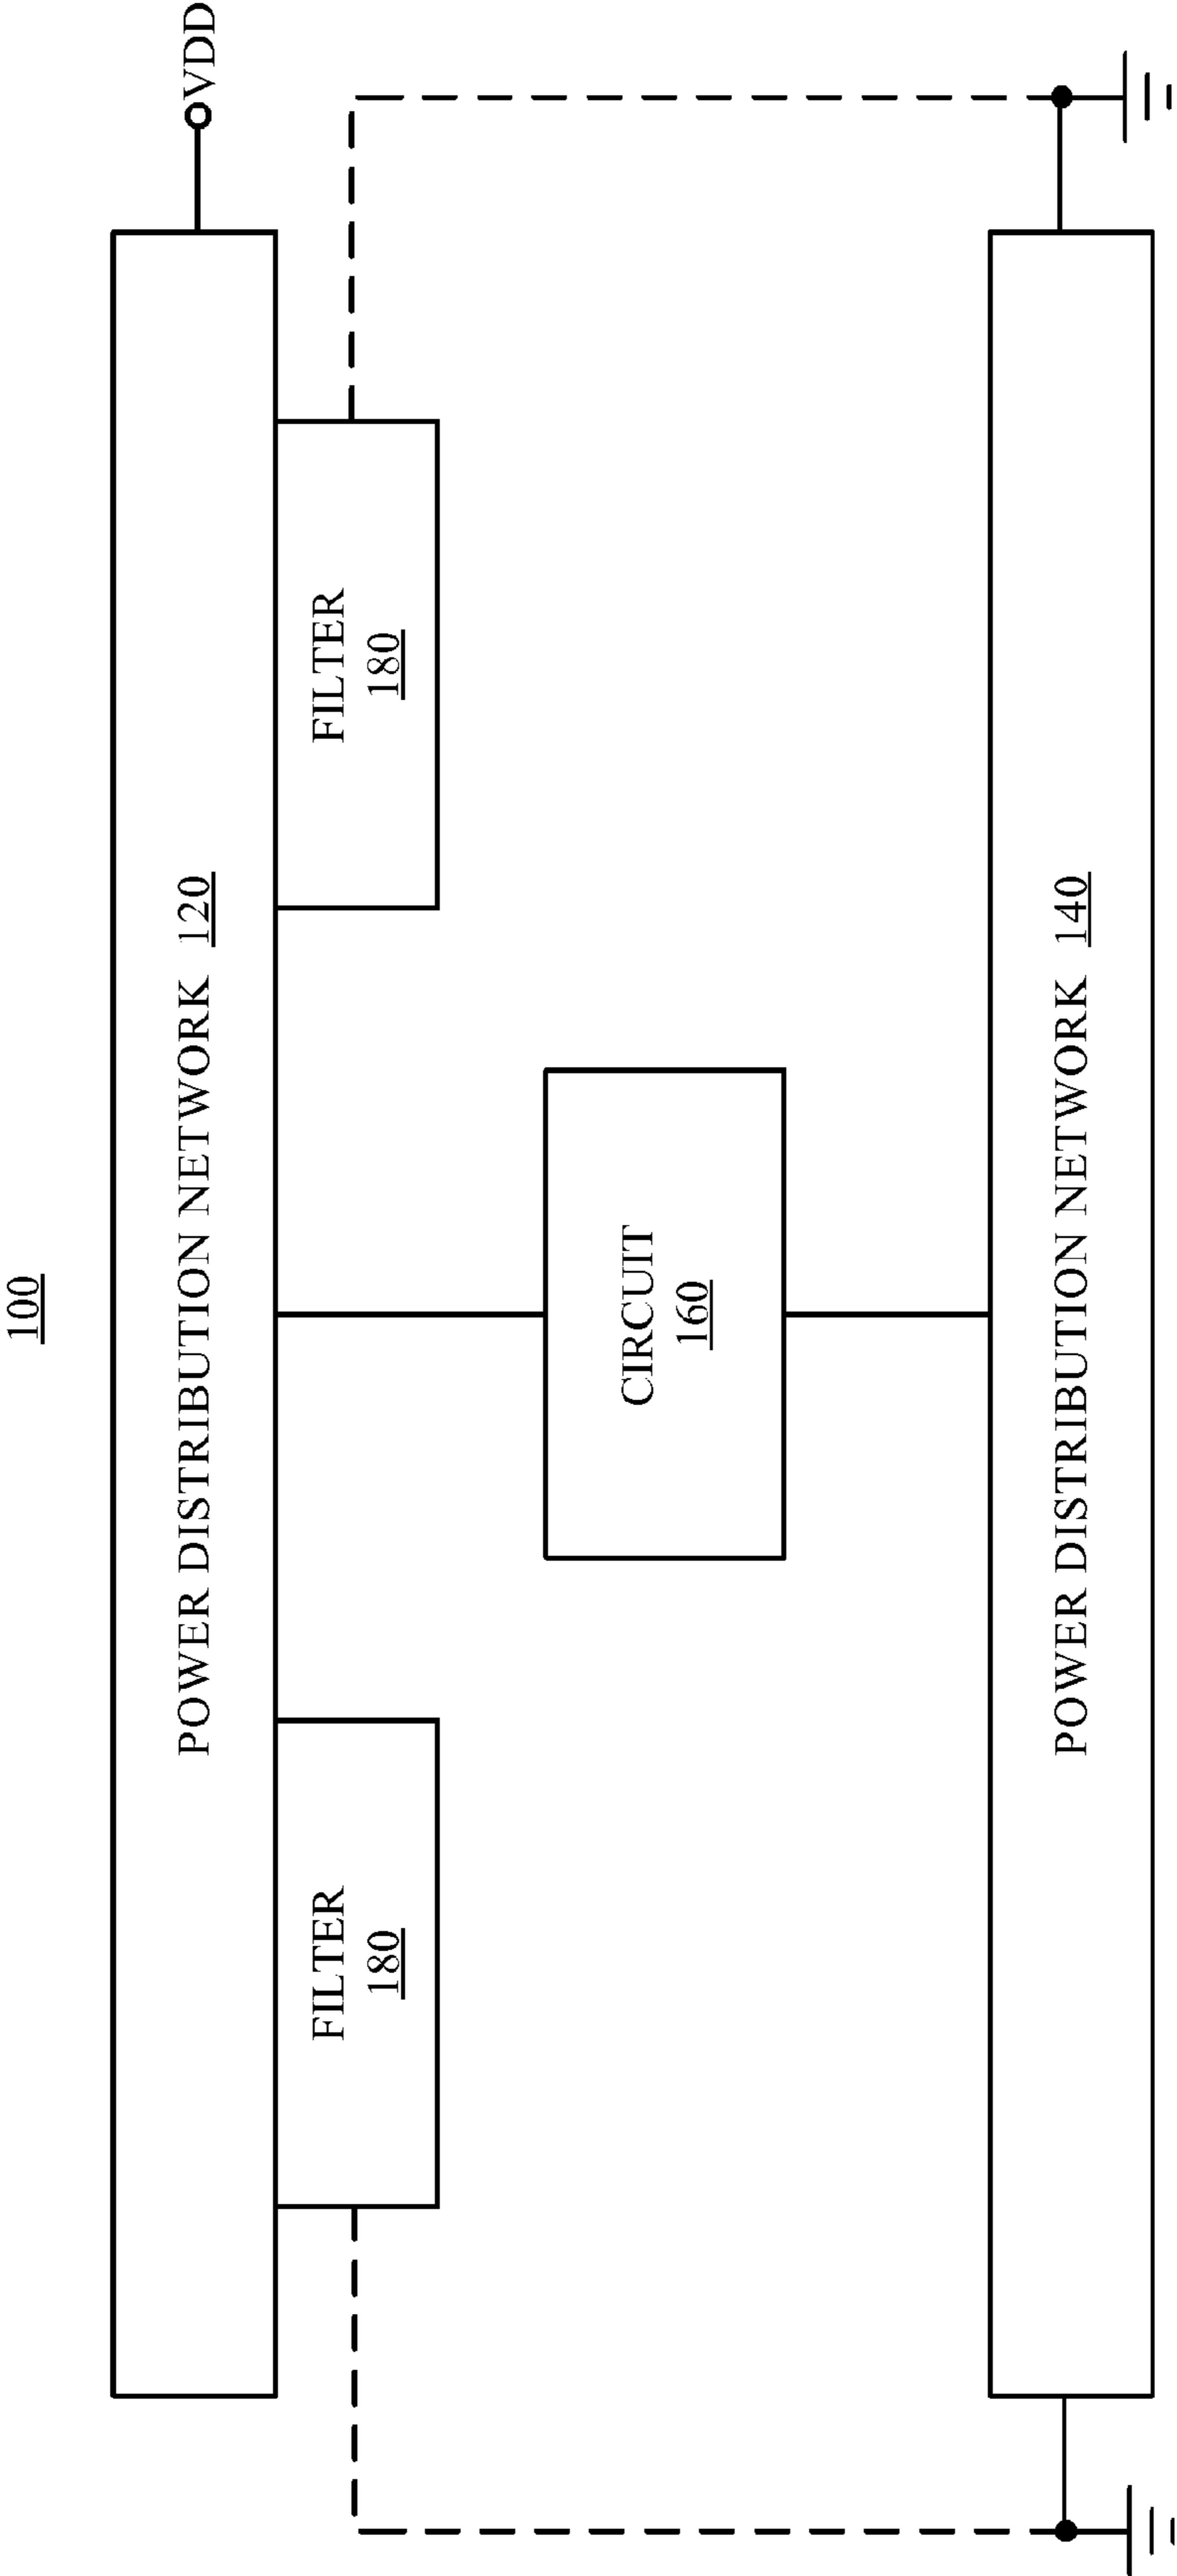 100
POWER DISTRIBUTION NETWORK 120
VDD
FILTER
180
FILTER
180
CIRCUIT
160
POWER DISTRIBUTION NETWORK 140